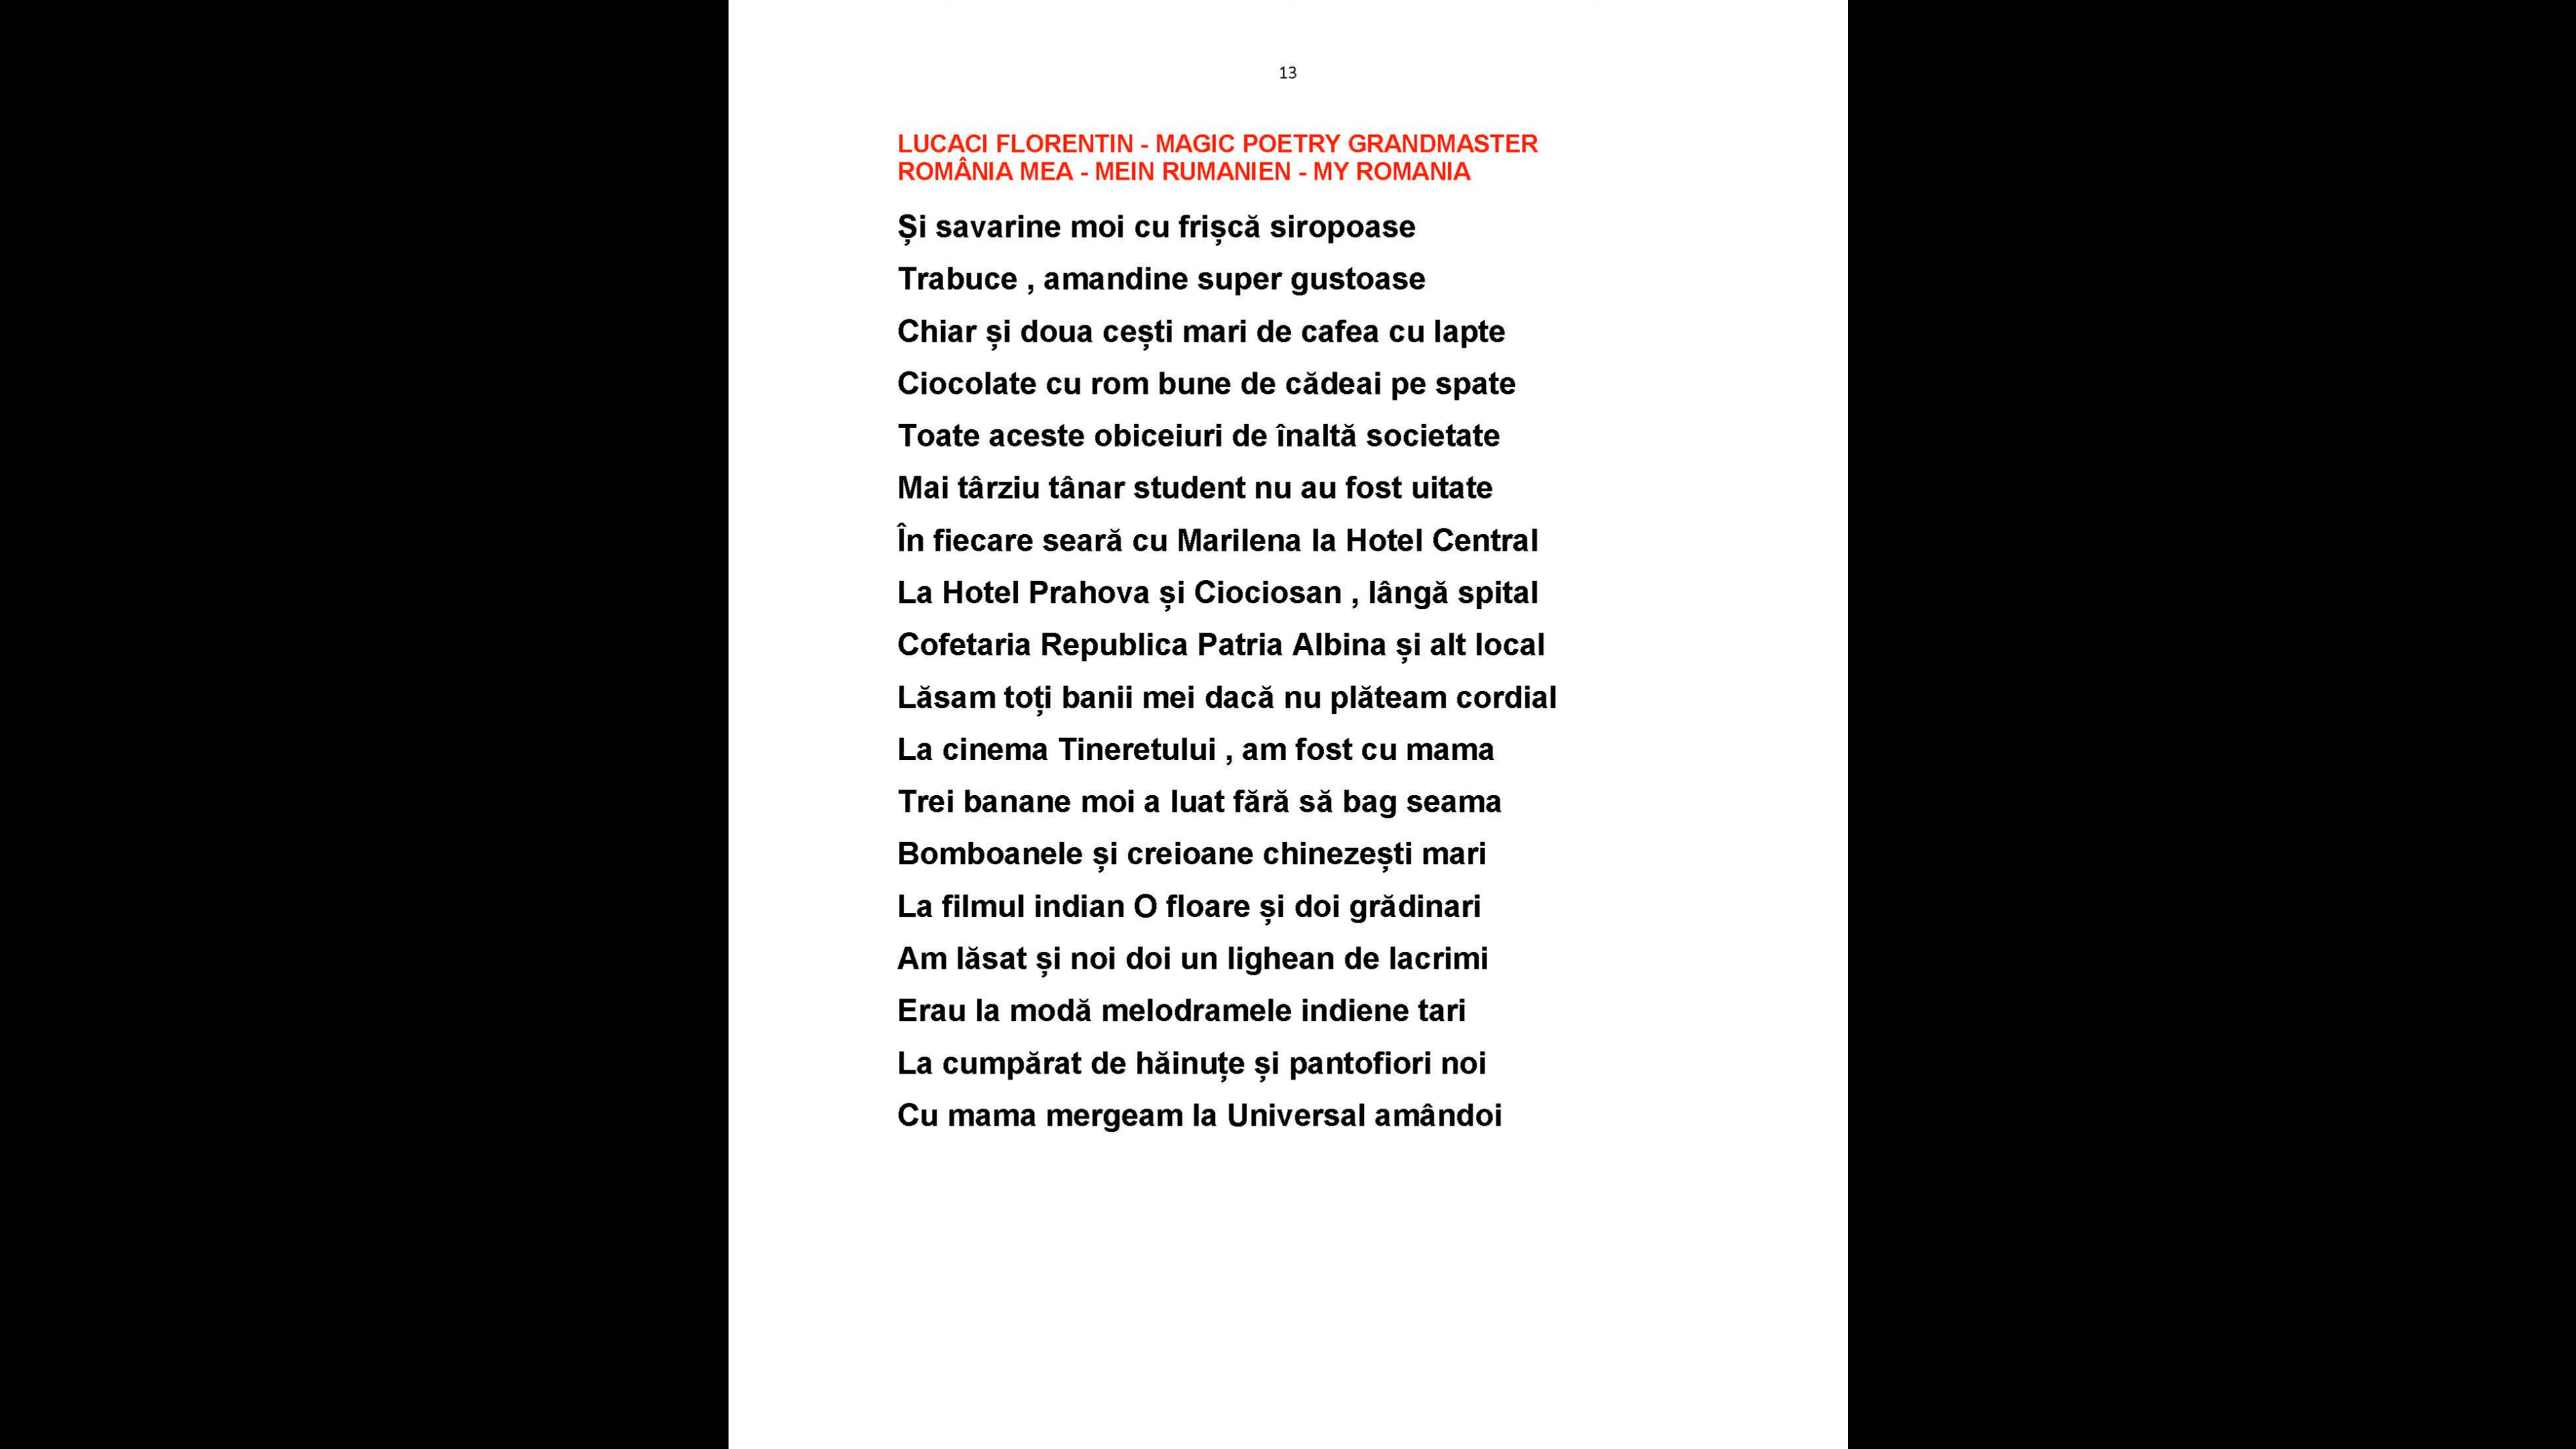 13
LUCACI FLORENTIN - MAGIC POETRY GRANDMASTER
ROMÂNIA MEA - MEIN RUMANIEN - MY ROMANIA
Și savarine moi cu frișcă siropoase
Trabuce , amandine super gustoase
Chiar și doua cești mari de cafea cu lapte
Ciocolate cu rom bune de cădeai pe spate
Toate aceste obiceiuri de înaltă societate
Mai târziu tânar student nu au fost uitate
În fiecare seară cu Marilena la Hotel Central
La Hotel Prahova și Ciociosan , lângă spital
Cofetaria Republica Patria Albina și alt local
Lăsam toți banii mei dacă nu plăteam cordial
La cinema Tineretului , am fost cu mama
Trei banane moi a luat fără să bag seama
Bomboanele și creioane chinezești mari
La filmul indian O floare și doi grădinari
Am lăsat și noi doi un lighean de lacrimi
Erau la modă melodramele indiene tari
La cumpărat de hăinuțe și pantofiori noi
Cu mama mergeam la Universal amândoi